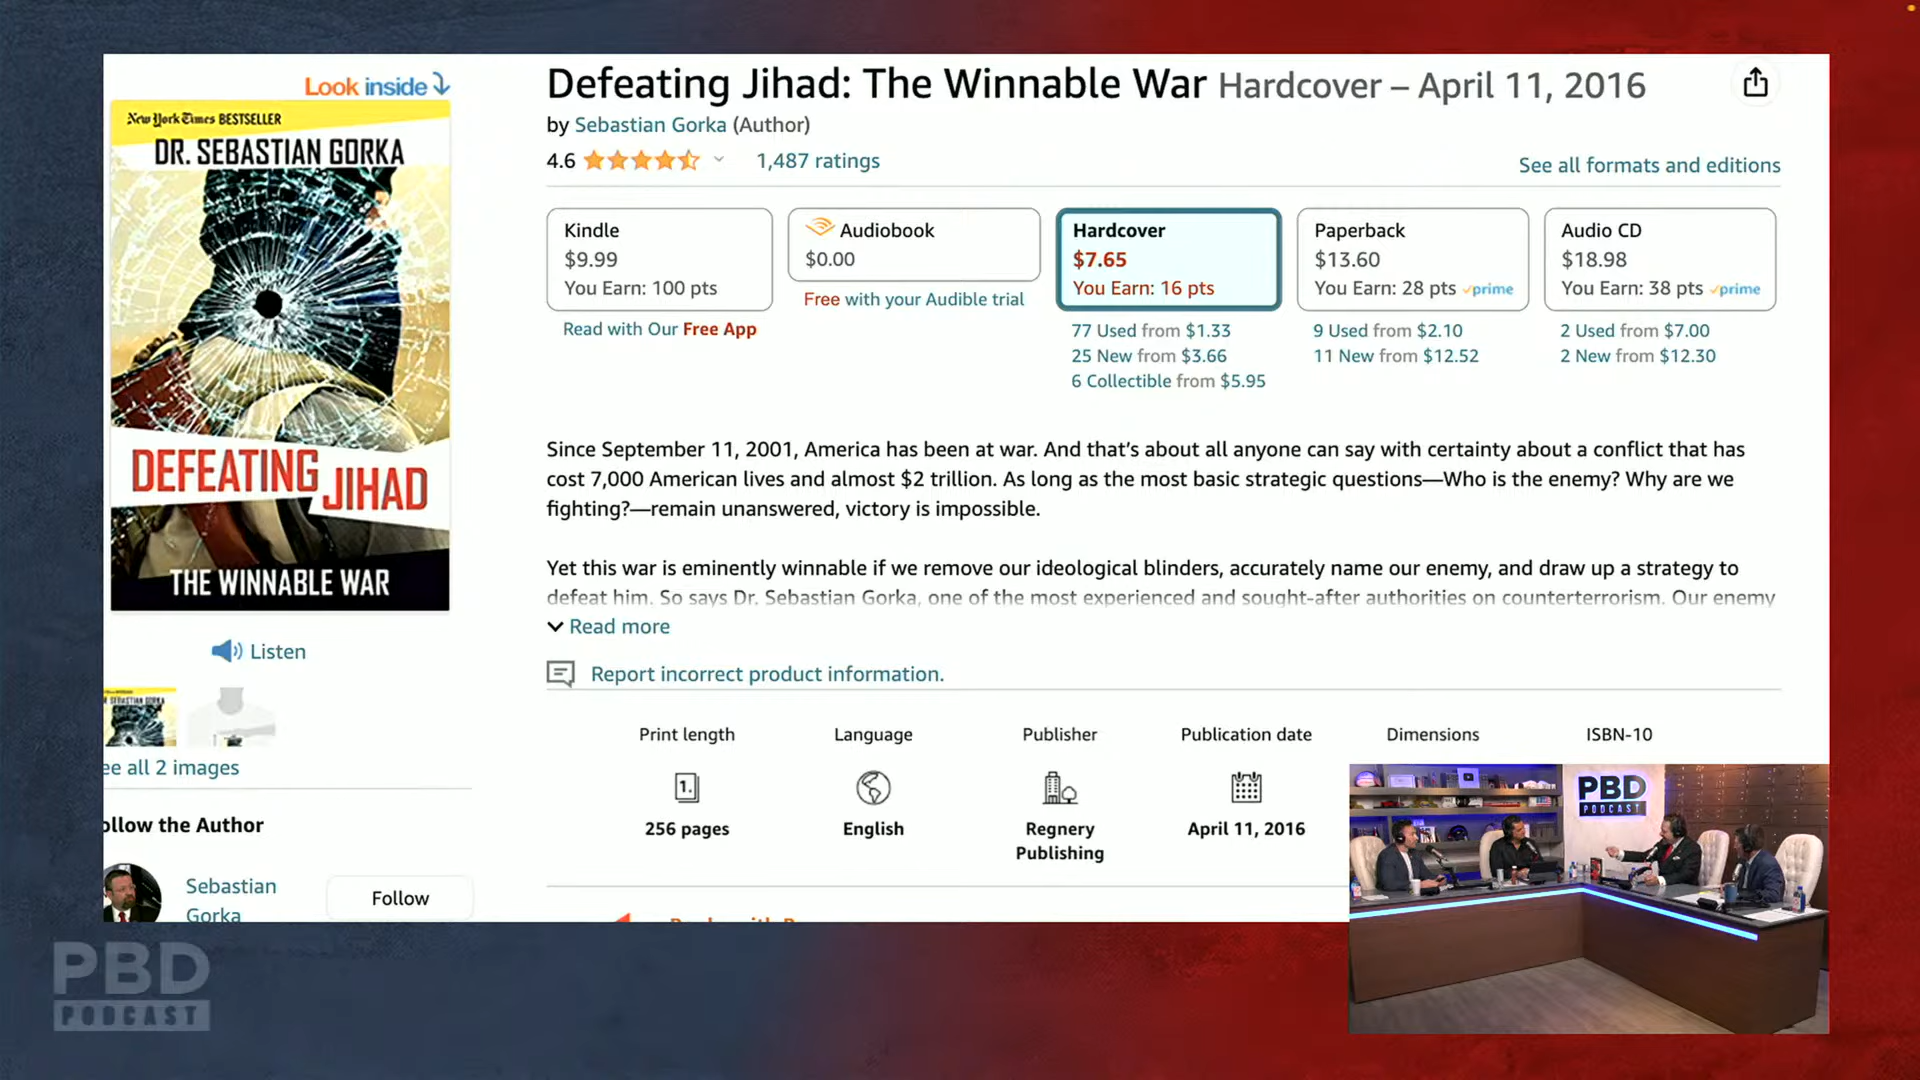 Look inside
New York Times BESTSELLER
DR. SEBASTIAN GORKA
DEFEATING
JIHAD
THE WINNABLE WAR
Listen
ee all 2 images
ollow the Author
Sebastian
Gorka
Follow
Defeating Jihad: The Winnable War Hardcover – April 11, 2016
by Sebastian Gorka (Author)
4.6 1,487 ratings
See all formats and editions
Kindle
$9.99
You Earn: 100 pts
Read with Our Free App
Audiobook
$0.00
Free with your Audible trial
Hardcover
$7.65
You Earn: 16 pts
77 Used from $1.33
25 New from $3.66
6 Collectible from $5.95
Paperback
$13.60
You Earn: 28 pts prime
9 Used from $2.10
11 New from $12.52
Audio CD
$18.98
You Earn: 38 pts prime
2 Used from $7.00
2 New from $12.30
Since September 11, 2001, America has been at war. And that’s about all anyone can say with certainty about a conflict that has
cost 7,000 American lives and almost $2 trillion. As long as the most basic strategic questions—Who is the enemy? Why are we
fighting?—remain unanswered, victory is impossible.
Yet this war is eminently winnable if we remove our ideological blinders, accurately name our enemy, and draw up a strategy to
defeat him. So says Dr. Sebastian Gorka, one of the most experienced and sought-after authorities on counterterrorism. Our enemy
Read more
Report incorrect product information.
Print length
1.
256 pages
Language
English
Publisher
Regnery
Publishing
Publication date
April 11, 2016
Dimensions
ISBN-10
PBD
PODCAST
PBD
PODCAST